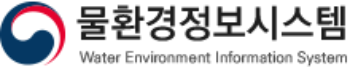 물환경정보시스템
Water Environment Information System